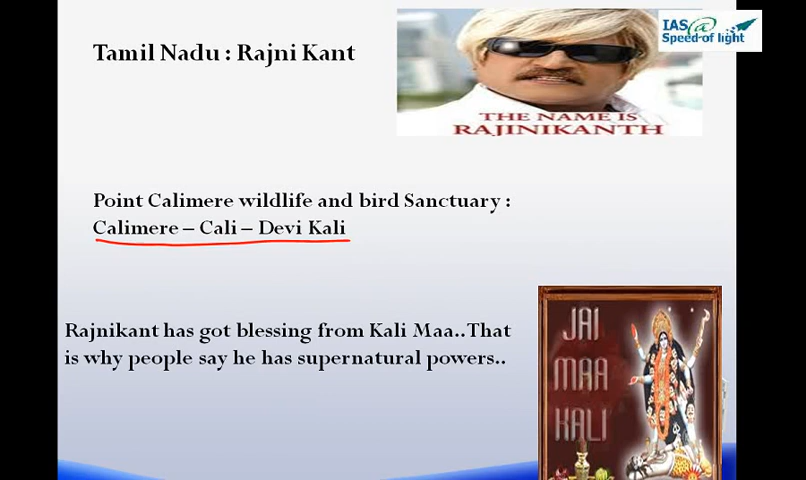 Tamil Nadu : Rajni Kant
IAS@
Speed of light
THE NAME IS
RAJINIKANTH
Point Calimere wildlife and bird Sanctuary :
Calimere – Cali – Devi Kali
Rajnikant has got blessing from Kali Maa..That
is why people say he has supernatural powers..
JAI
MAA
KALI